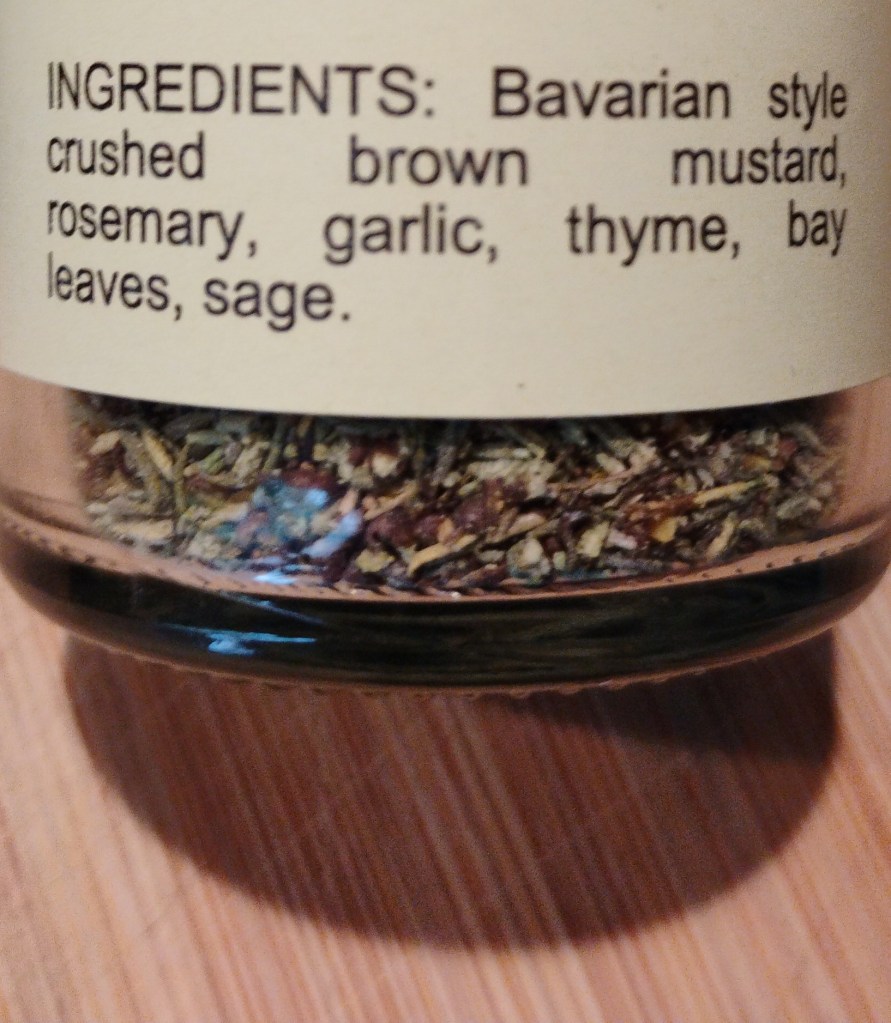 INGREDIENTS: Bavarian style
crushed brown mustard,
rosemary, garlic, thyme, bay
leaves, sage.